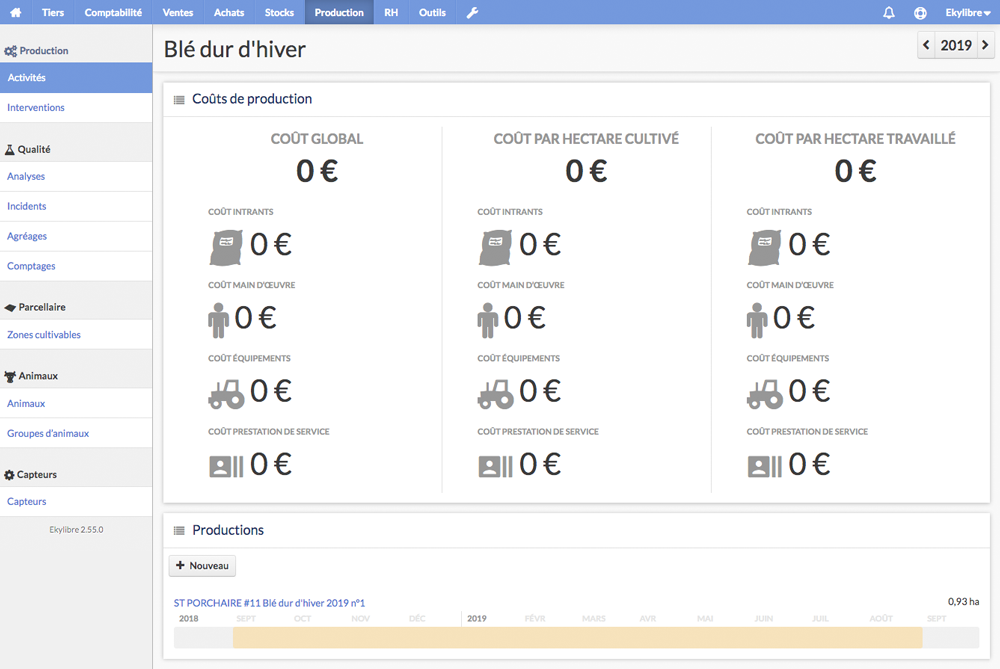 Tiers Comptabilité Ventes Achats Stocks Production RH Outils Ekylibre
Production
Activités
Interventions
Qualité
Analyses
Incidents
Agréages
Comptages
Parcellaire
Zones cultivables
Animaux
Animaux
Groupes d'animaux
Capteurs
Capteurs
Ekylibre 2.55.0
Blé dur d'hiver
2019
Coûts de production
COÛT GLOBAL
0 €
COÛT INTRANTS
0 €
COÛT MAIN D'ŒUVRE
0 €
COÛT ÉQUIPEMENTS
0 €
COÛT PRESTATION DE SERVICE
0 €
COÛT PAR HECTARE CULTIVÉ
0 €
COÛT INTRANTS
0 €
COÛT MAIN D'ŒUVRE
0 €
COÛT ÉQUIPEMENTS
0 €
COÛT PRESTATION DE SERVICE
0 €
COÛT PAR HECTARE TRAVAILLÉ
0 €
COÛT INTRANTS
0 €
COÛT MAIN D'ŒUVRE
0 €
COÛT ÉQUIPEMENTS
0 €
COÛT PRESTATION DE SERVICE
0 €
Productions
+ Nouveau
ST PORCHAIRE #11 Blé dur d'hiver 2019 n°1 0,93 ha
2018 SEPT OCT NOV DÉC 2019 FÉVR MARS AVR MAI JUIN JUIL AOÛT SEPT